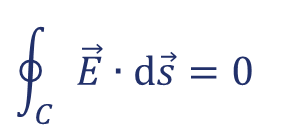 ∮_C E⃗ · ds⃗ = 0